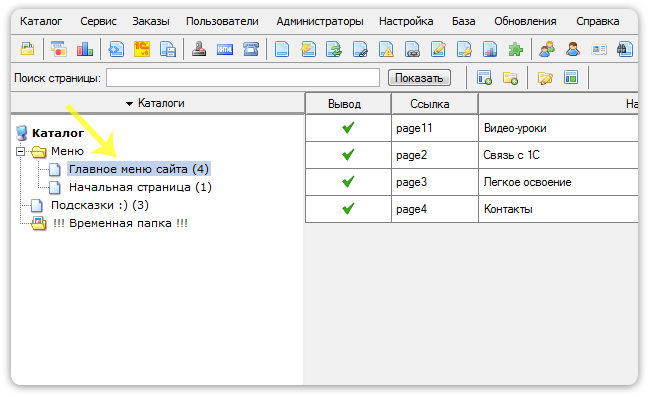 Каталог Сервис Заказы Пользователи Администраторы Настройка База Обновления Справка
Поиск страницы: Показать
Каталоги Вывод Ссылка На
Каталог
Меню
Главное меню сайта (4)
Начальная страница (1)
Подсказки :) (3)
!!! Временная папка !!!
page11 Видео-уроки
page2 Связь с 1С
page3 Легкое освоение
page4 Контакты